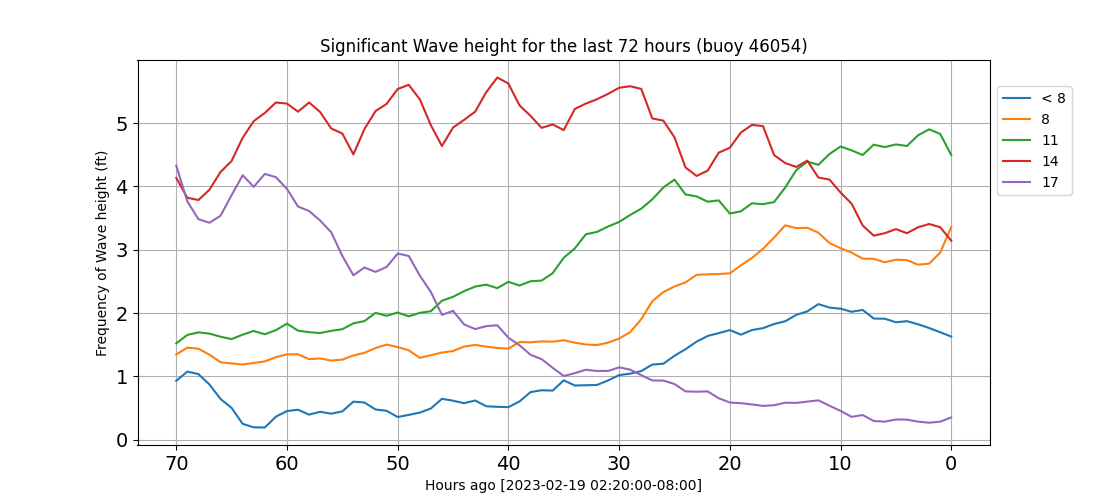 Significant Wave height for the last 72 hours (buoy 46054)
Frequency of Wave height (ft)
5
4
3
2
1
0
70 60 50 40 30 20 10 0
Hours ago [2023-02-19 02:20:00-08:00]
< 8
8
11
14
17